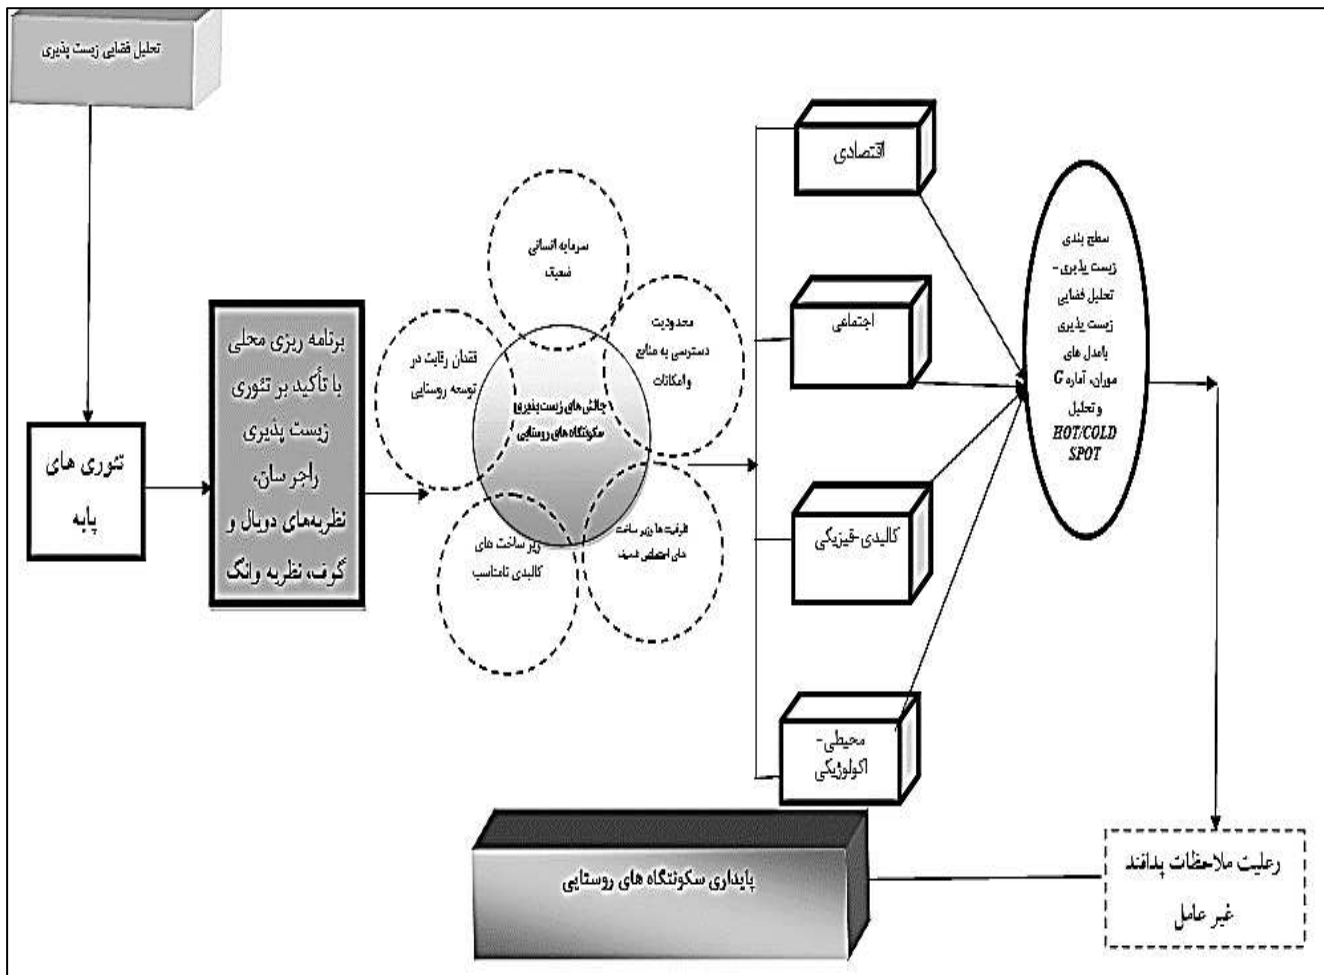 تحلیل فضایی زیست پذیری
تئوری های
پایه
برنامه ریزی محلی
با تأکید بر تئوری
زیست پذیری
راجر سان،
نظریه‌های دویال و
گوف، نظریه وانگ
سرمایه انسانی
ضعیف
فقدان رقابت در
توسعه روستایی
محدودیت
دسترسی به منابع
و امکانات
چالش‌های زیست‌پذیری
سکونتگاه‌های روستایی
زیر ساخت های
کالبدی نامناسب
ظرفیت ها و زیر ساخت
های اجتماعی ضعیف
اقتصادی
اجتماعی
کالبدی-فیزیکی
محیطی-
اکولوژیکی
سطح بندی
زیست پذیری-
تحلیل فضایی
زیست پذیری
بامدل های
موران، آماره G
و تحلیل
HOT/COLD
SPOT
رعایت ملاحظات پدافند
غیر عامل
پایداری سکونتگاه های روستایی